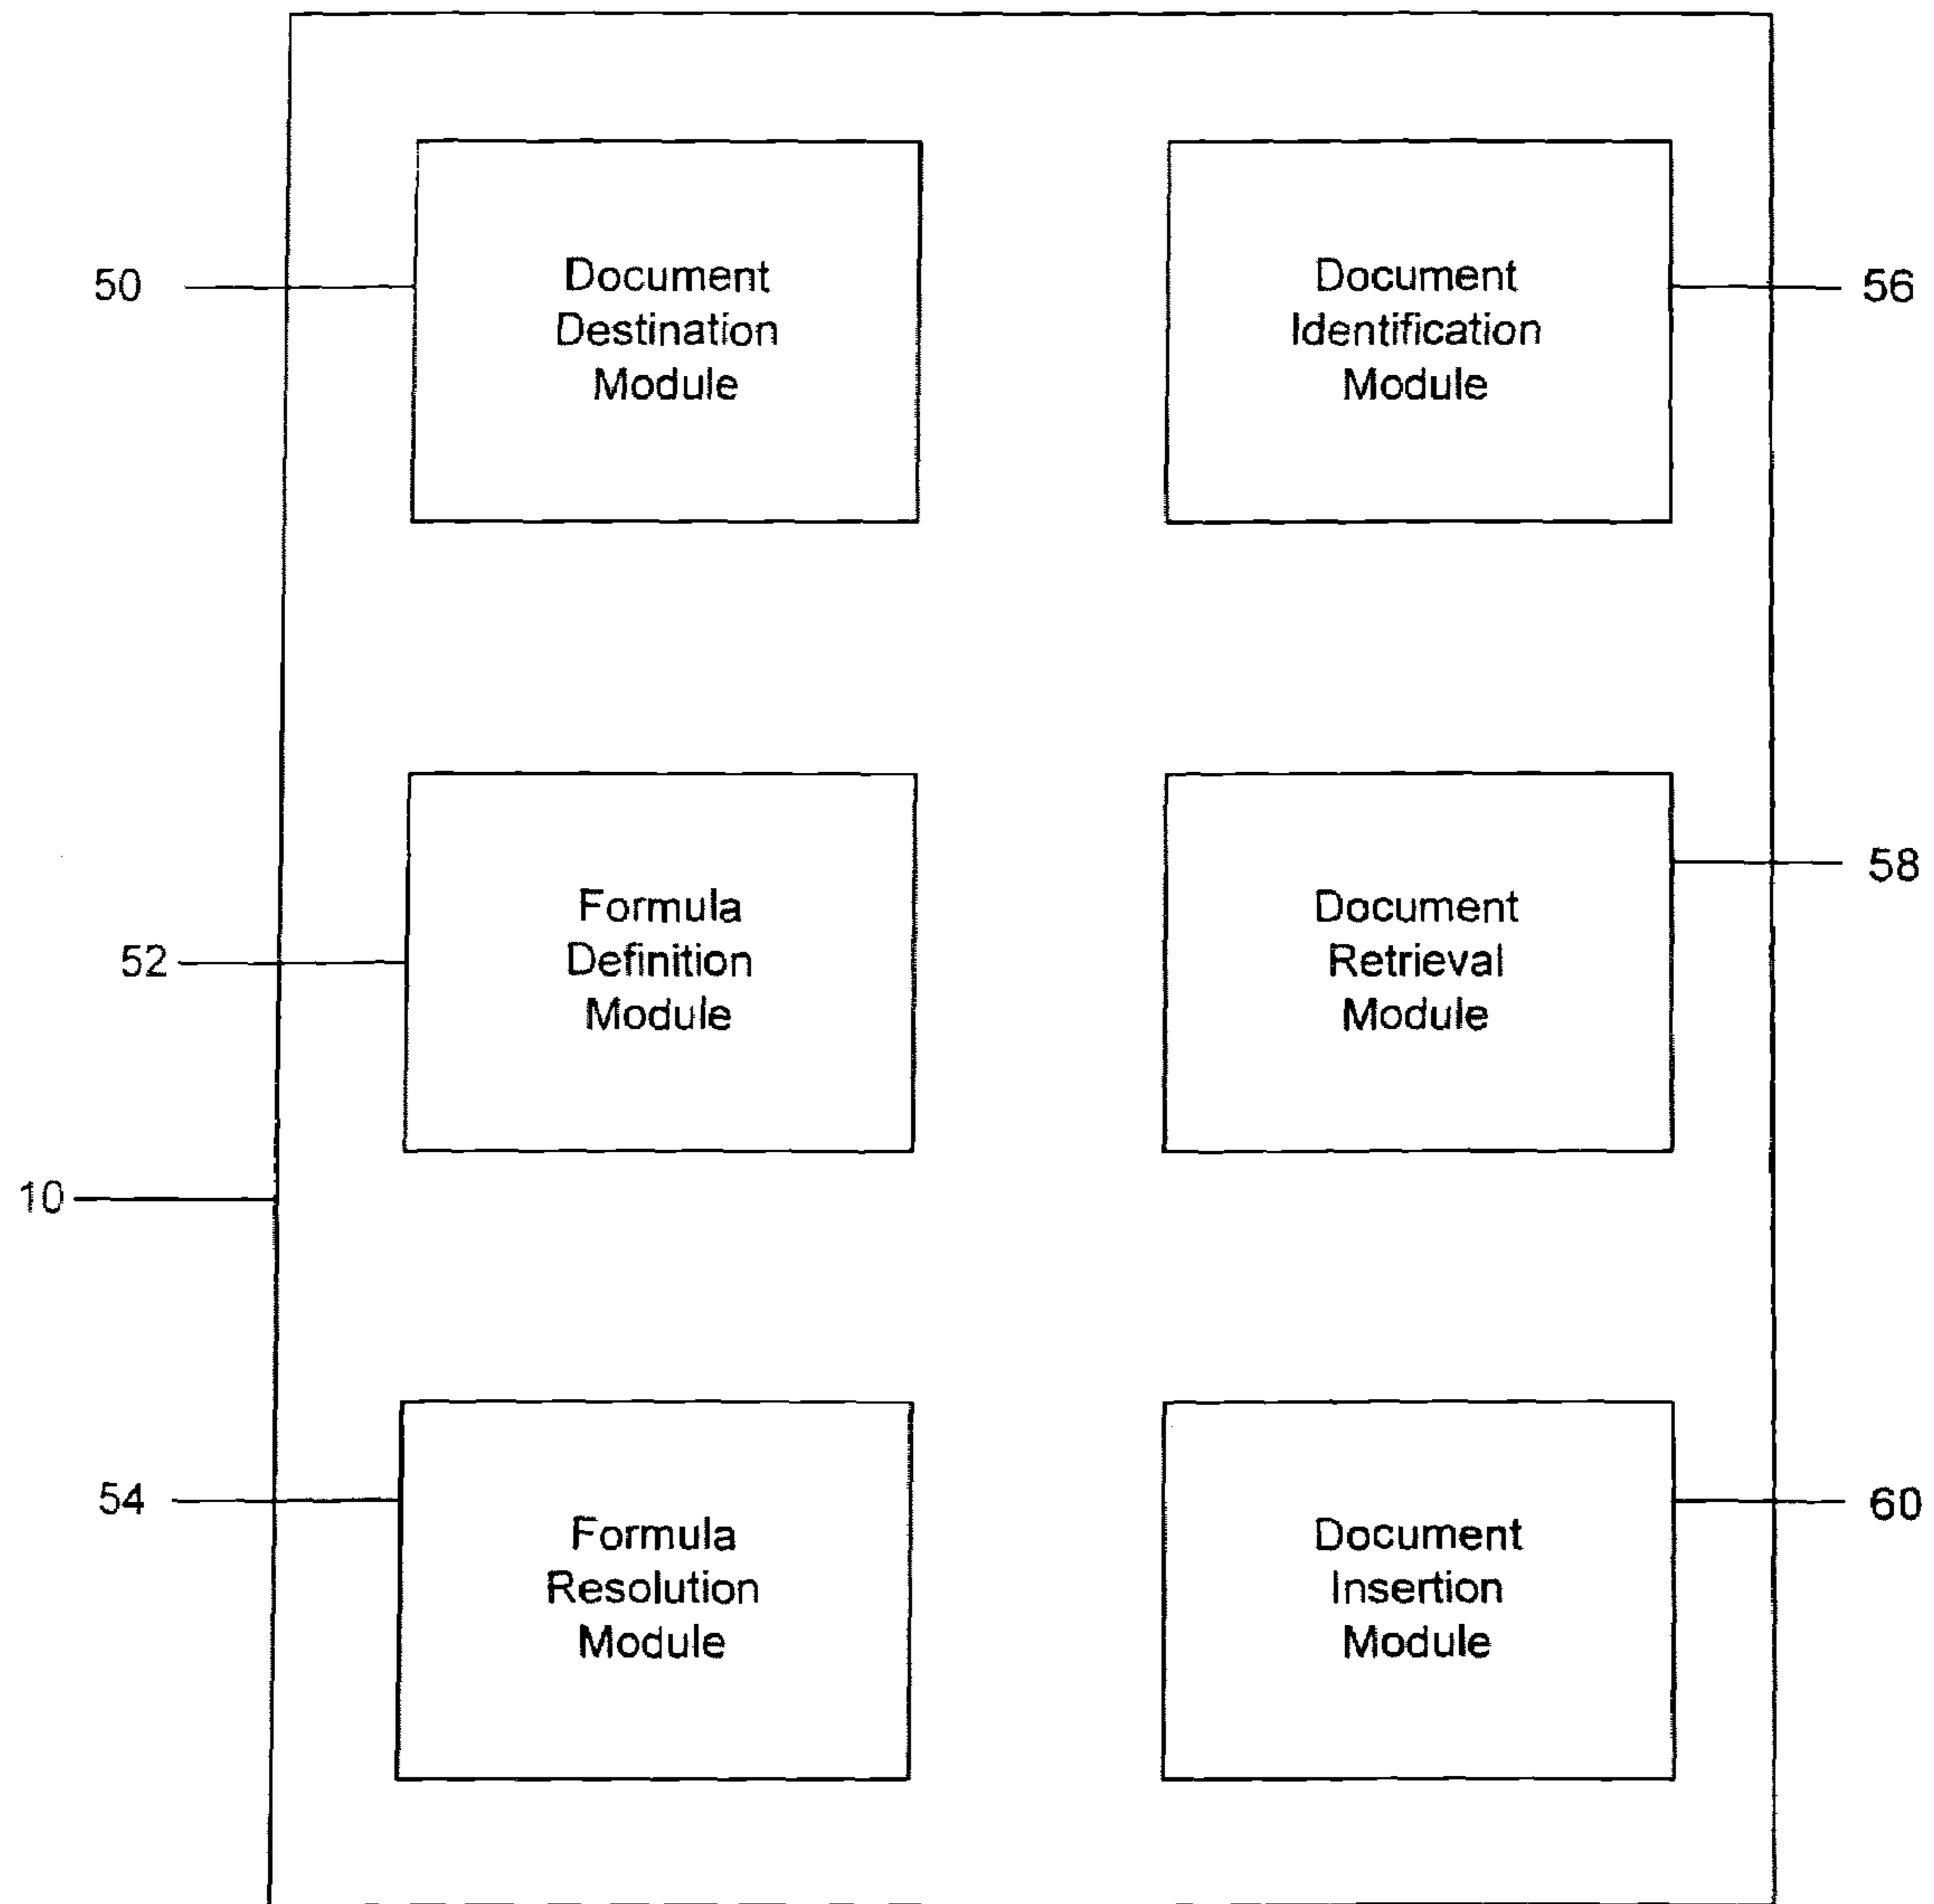 50
Document
Destination
Module
Document
Identification
Module
56
52
Formula
Definition
Module
Document
Retrieval
Module
58
10
54
Formula
Resolution
Module
Document
Insertion
Module
60